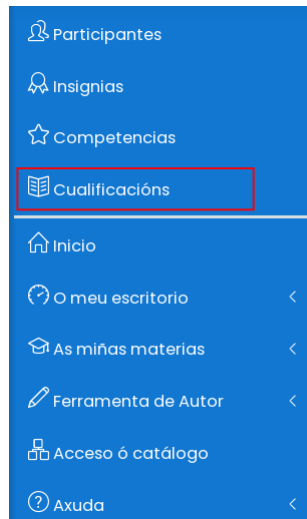 Participantes
Insignias
Competencias
Cualificacións
Inicio
O meu escritorio
As miñas materias
Ferramenta de Autor
Acceso ó catálogo
Axuda